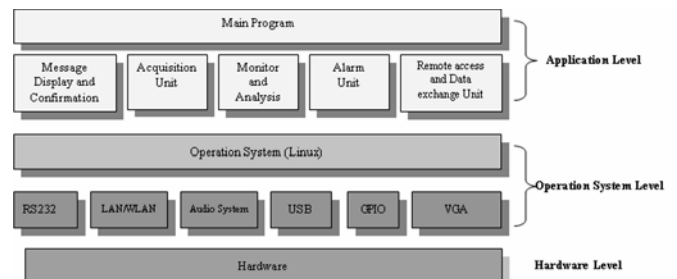 Main Program
Message
Display and
Confirmation
Acquisition
Unit
Monitor
and
Analysis
Alarm
Unit
Remote access
and Data
exchange Unit
Application Level
Operation System (Linux)
RS232
LAN/WLAN
Audio System
USB
GPIO
VGA
Operation System Level
Hardware
Hardware Level